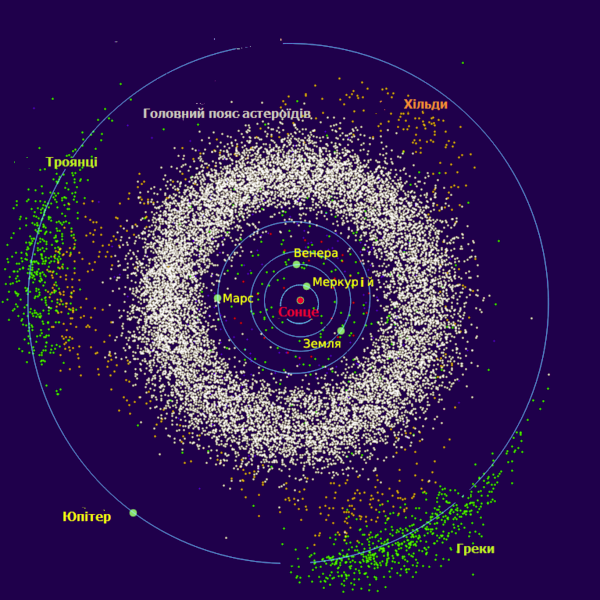 Хільди
Головний пояс астероїдів
Троянці
Венера
Меркурій
Марс
Сонце
Земля
Юпітер
Греки